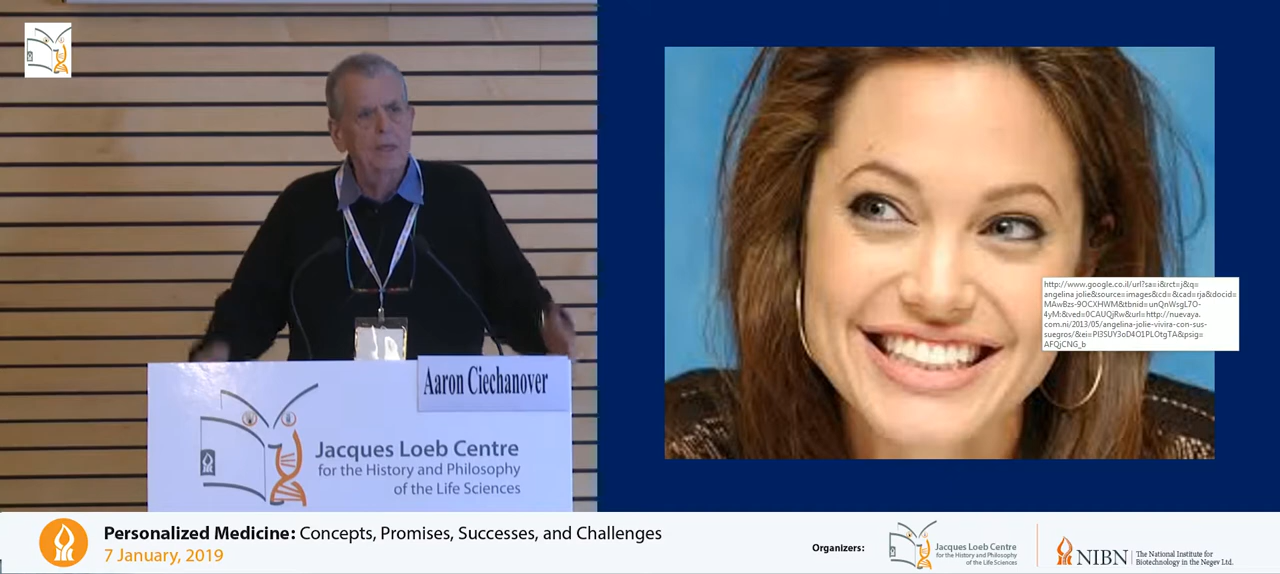 Aaron Ciechanover
Jacques Loeb Centre
for the History and Philosophy
of the Life Sciences
http://www.google.co.il/url?sa=i&rct=j&q=
angelina jolie&source=images&cd=&cad=rja&docid=
MAwBzs-9OCXHWM&tbnid=unQnWsgL7O-
4yM:&ved=0CAUQjRw&url=http://nuevaya.
com.ni/2013/05/angelina-jolie-vivira-con-sus-
suegros/&ei=PI3SUY3oD4O1PLOtgTA&psig=
AFQjCNG_b
Personalized Medicine: Concepts, Promises, Successes, and Challenges
7 January, 2019
Organizers:
Jacques Loeb Centre
for the History and Philosophy
of the Life Sciences
NIBN
The National Institute for
Biotechnology in the Negev Ltd.